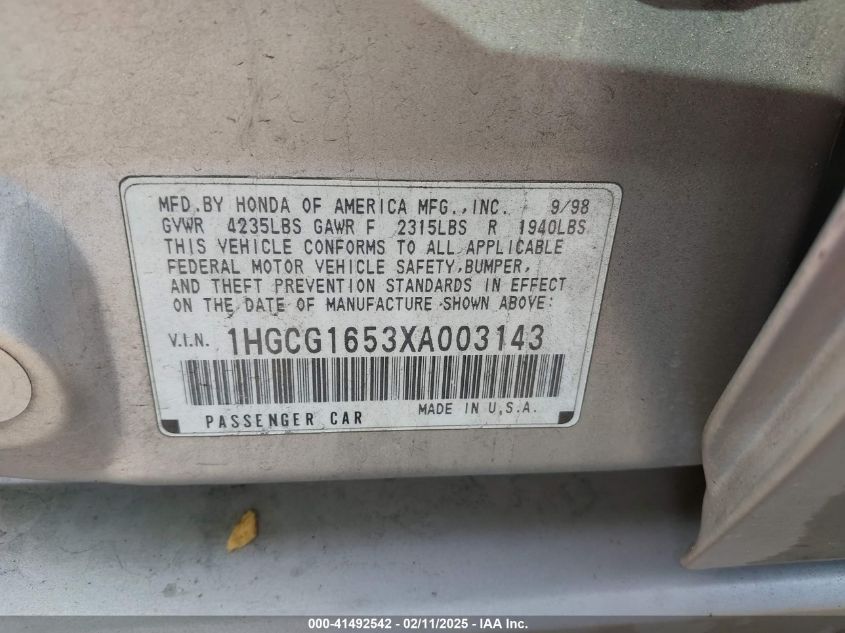 MFD.BY HONDA OF AMERICA MFG.,INC. 9/98
GVWR 4235LBS GAWR F 2315LBS R 1940LBS
THIS VEHICLE CONFORMS TO ALL APPLICABLE
FEDERAL MOTOR VEHICLE SAFETY,BUMPER,
AND THEFT PREVENTION STANDARDS IN EFFECT
ON THE DATE OF MANUFACTURE SHOWN ABOVE:
V.I.N. 1HGCG1653XA003143
PASSENGER CAR MADE IN U.S.A.
000-41492542 - 02/11/2025 - IAA Inc.